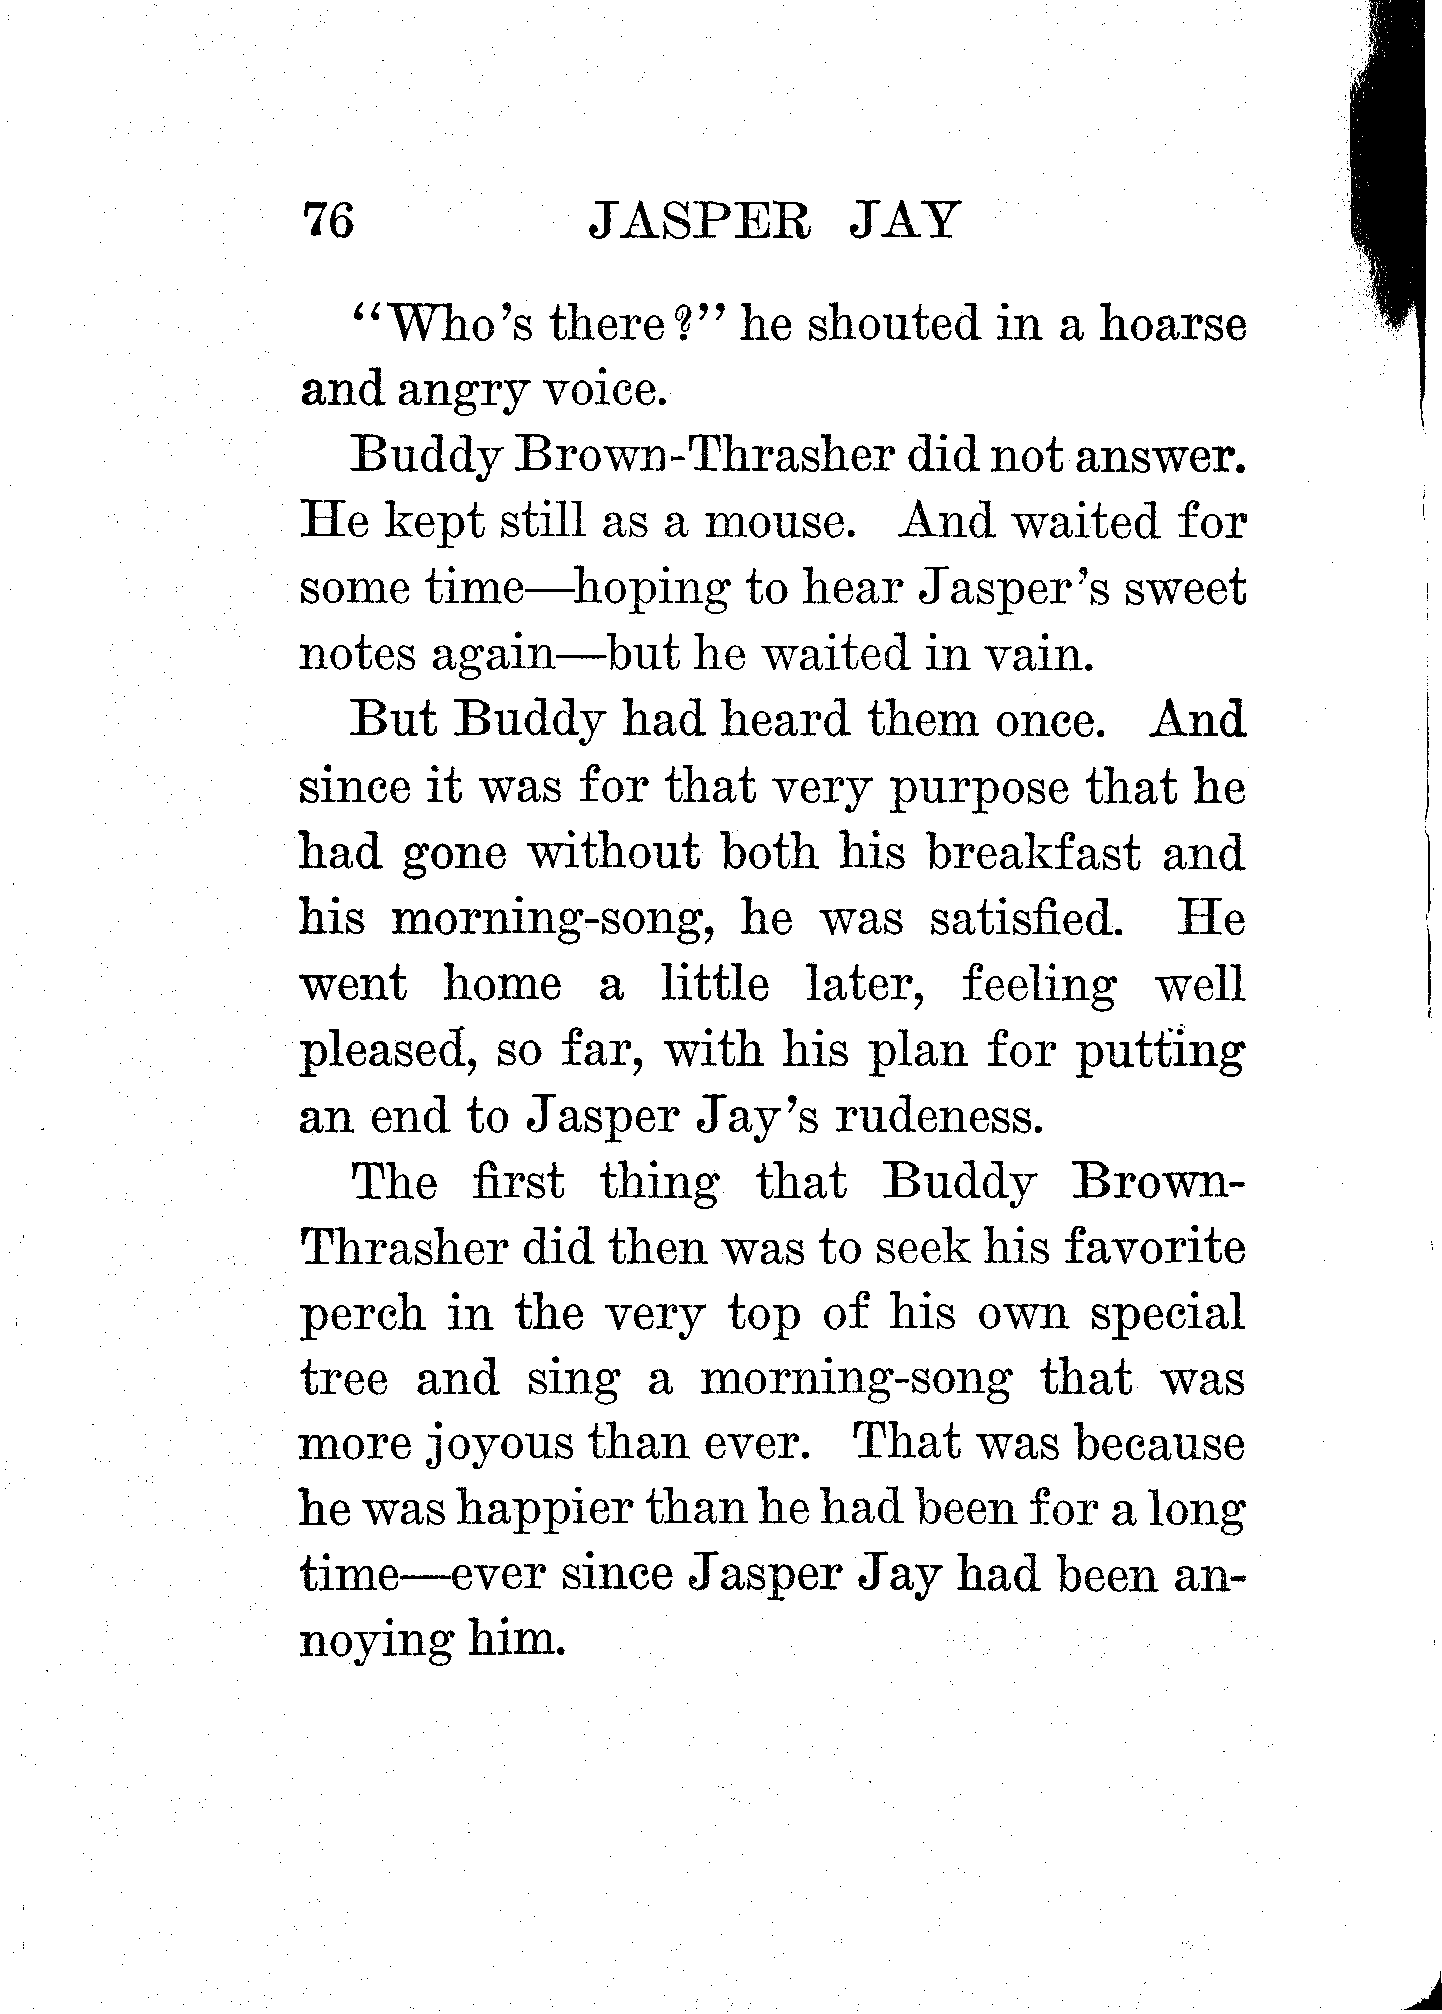 76 JASPER JAY
"Who's there?" he shouted in a hoarse
and angry voice.
Buddy Brown-Thrasher did not answer.
He kept still as a mouse. And waited for
some time—hoping to hear Jasper's sweet
notes again—but he waited in vain.
But Buddy had heard them once. And
since it was for that very purpose that he
had gone without both his breakfast and
his morning-song, he was satisfied. He
went home a little later, feeling well
pleased, so far, with his plan for putting
an end to Jasper Jay's rudeness.
The first thing that Buddy Brown-
Thrasher did then was to seek his favorite
perch in the very top of his own special
tree and sing a morning-song that was
more joyous than ever. That was because
he was happier than he had been for a long
time—ever since Jasper Jay had been an-
noying him.